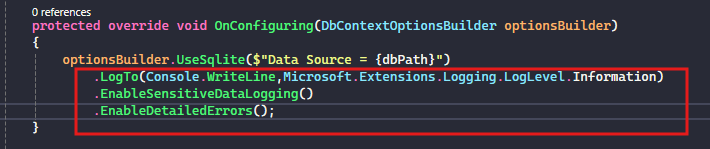 0 references
protected override void OnConfiguring(DbContextOptionsBuilder optionsBuilder)
{
optionsBuilder.UseSqlite($"Data Source = {dbPath}")
.LogTo(Console.WriteLine,Microsoft.Extensions.Logging.LogLevel.Information)
.EnableSensitiveDataLogging()
.EnableDetailedErrors();
}